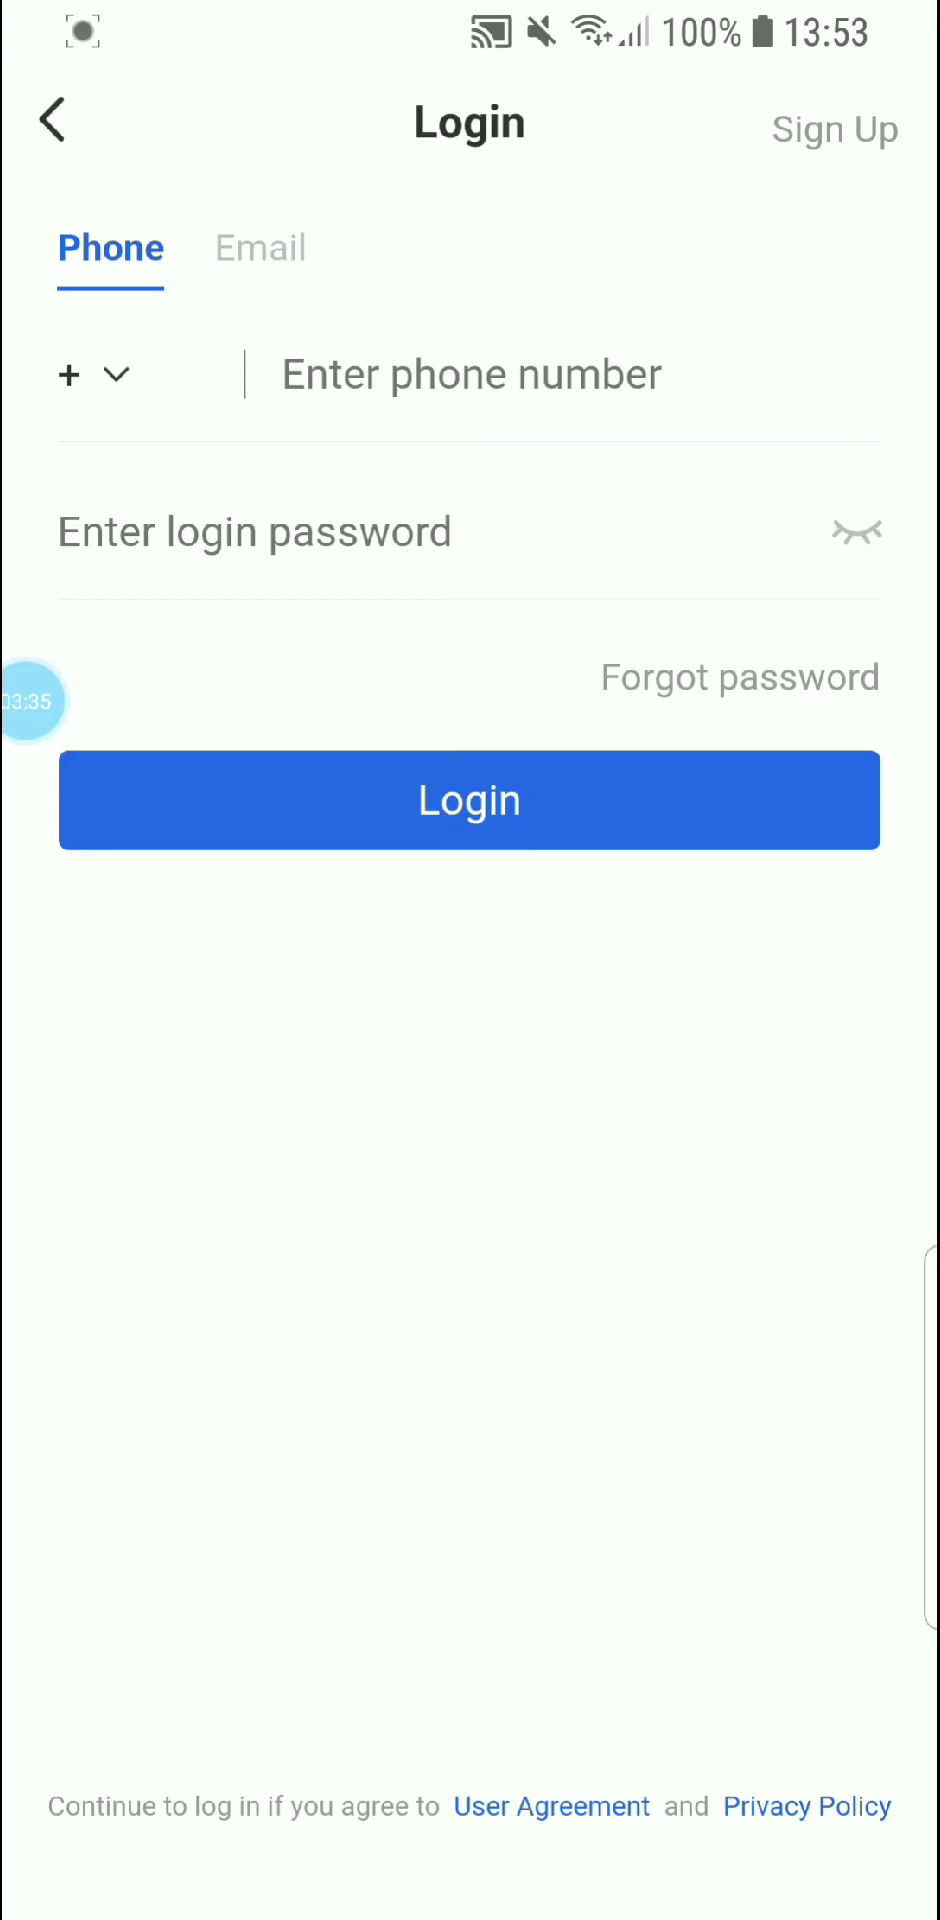 100% 13:53
Login
Sign Up
Phone Email
+ Enter phone number
Enter login password
Forgot password
03:35
Login
Continue to log in if you agree to User Agreement and Privacy Policy